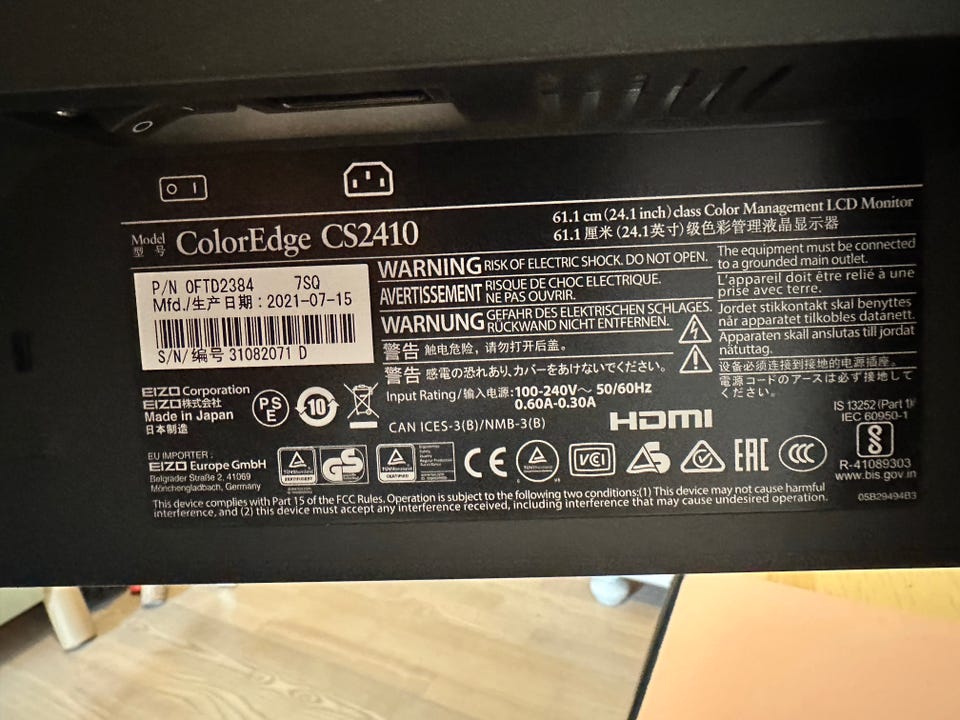 61.1 cm (24.1 inch) class Color Management LCD Monitor
61.1 厘米 (24.1英寸) 级色彩管理液晶显示器
Model
型 号
ColorEdge CS2410
P/N 0FTD2384 7SQ
Mfd./生产日期:2021-07-15
S/N/编号 31082071 D
WARNING RISK OF ELECTRIC SHOCK. DO NOT OPEN.
AVERTISSEMENT RISQUE DE CHOC ELECTRIQUE.
NE PAS OUVRIR.
WARNUNG GEFAHR DES ELEKTRISCHEN SCHLAGES.
RÜCKWAND NICHT ENTFERNEN.
警告 触电危险，请勿打开后盖。
警告 感電の恐れあり、カバーをあけないでください。
Input Rating/输入电源:100-240V~ 50/60Hz
0.60A-0.30A
CAN ICES-3(B)/NMB-3(B)
The equipment must be connected
to a grounded main outlet.
L'appareil doit être relié à une
prise avec terre.
Jordet stikkontakt skal benyttes
når apparatet tilkobles datanett.
Apparaten skall anslutas till jordat
nätuttag.
设备必须连接到接地的电源插座。
電源コードのアースは必ず接地して
ください。
EIZO Corporation
EIZO株式会社
Made in Japan
日本制造
PS
E
10
HDMI
IS 13252 (Part 1)/
IEC 60950-1
R-41089303
www.bis.gov.in
EU IMPORTER :
EIZO Europe GmbH
Belgrader Straße 2, 41069
Mönchengladbach, Germany
TÜVRheinland
CERTIFIED
GS
TÜVRheinland
CERTIFIED
CE
VCI
EAC
CCC
This device complies with Part 15 of the FCC Rules. Operation is subject to the following two conditions:(1) This device may not cause harmful
interference, and (2) this device must accept any interference received, including interference that may cause undesired operation.
05B29494B3